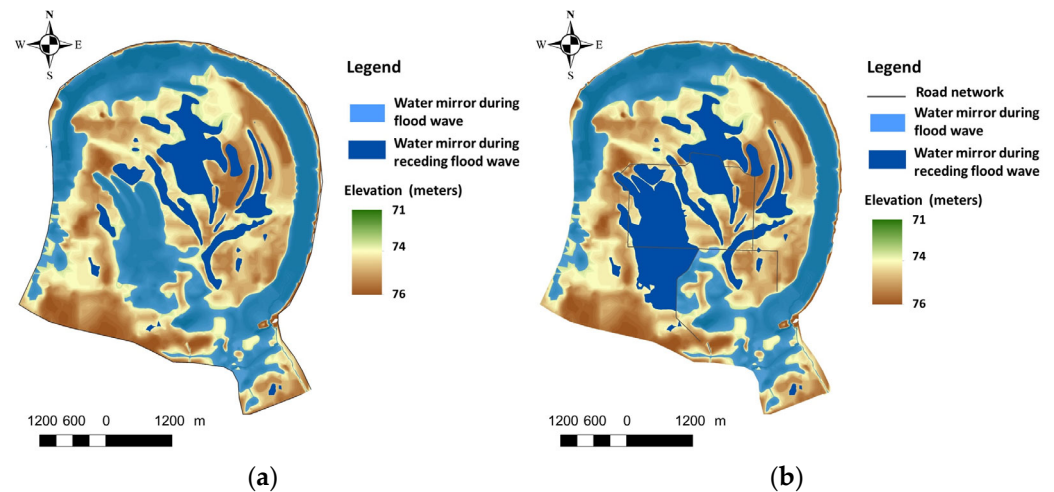 N
W E
S
Legend
Water mirror during
flood wave
Water mirror during
receding flood wave
Elevation (meters)
71
74
76
1200 600 0 1200 m
(a)
N
W E
S
Legend
Road network
Water mirror during
flood wave
Water mirror during
receding flood wave
Elevation (meters)
71
74
76
1200 600 0 1200 m
(b)